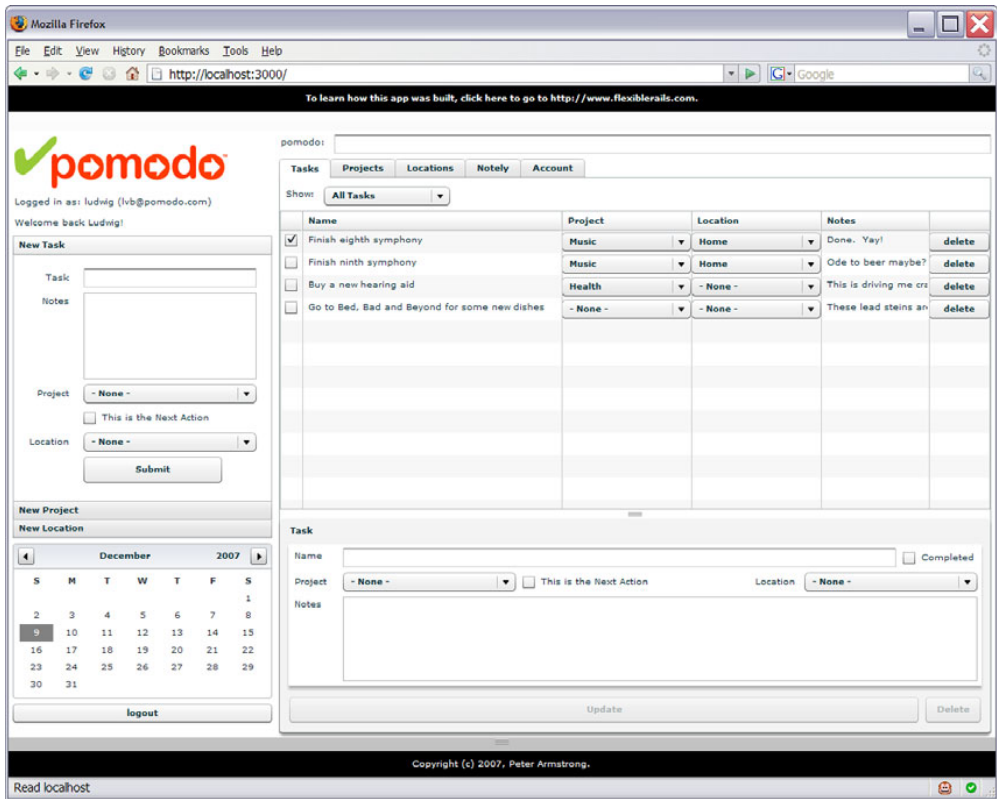 Mozilla Firefox
File Edit View History Bookmarks Tools Help
http://localhost:3000/
G Google
To learn how this app was built, click here to go to http://www.flexiblerails.com.
pomodo™
Logged in as: ludwig (lvb@pomodo.com)
Welcome back Ludwig!
New Task
Task
Notes
Project - None -
This is the Next Action
Location - None -
Submit
New Project
New Location
December 2007
S M T W T F S
1
2 3 4 5 6 7 8
9 10 11 12 13 14 15
16 17 18 19 20 21 22
23 24 25 26 27 28 29
30 31
logout
pomodo:
Tasks Projects Locations Notely Account
Show: All Tasks
Name Project Location Notes
Finish eighth symphony Music Home Done. Yay! delete
Finish ninth symphony Music Home Ode to beer maybe? delete
Buy a new hearing aid Health - None - This is driving me cra delete
Go to Bed, Bad and Beyond for some new dishes - None - - None - These lead steins ar delete
Task
Name Completed
Project - None - This is the Next Action Location - None -
Notes
Update Delete
Copyright (c) 2007, Peter Armstrong.
Read localhost